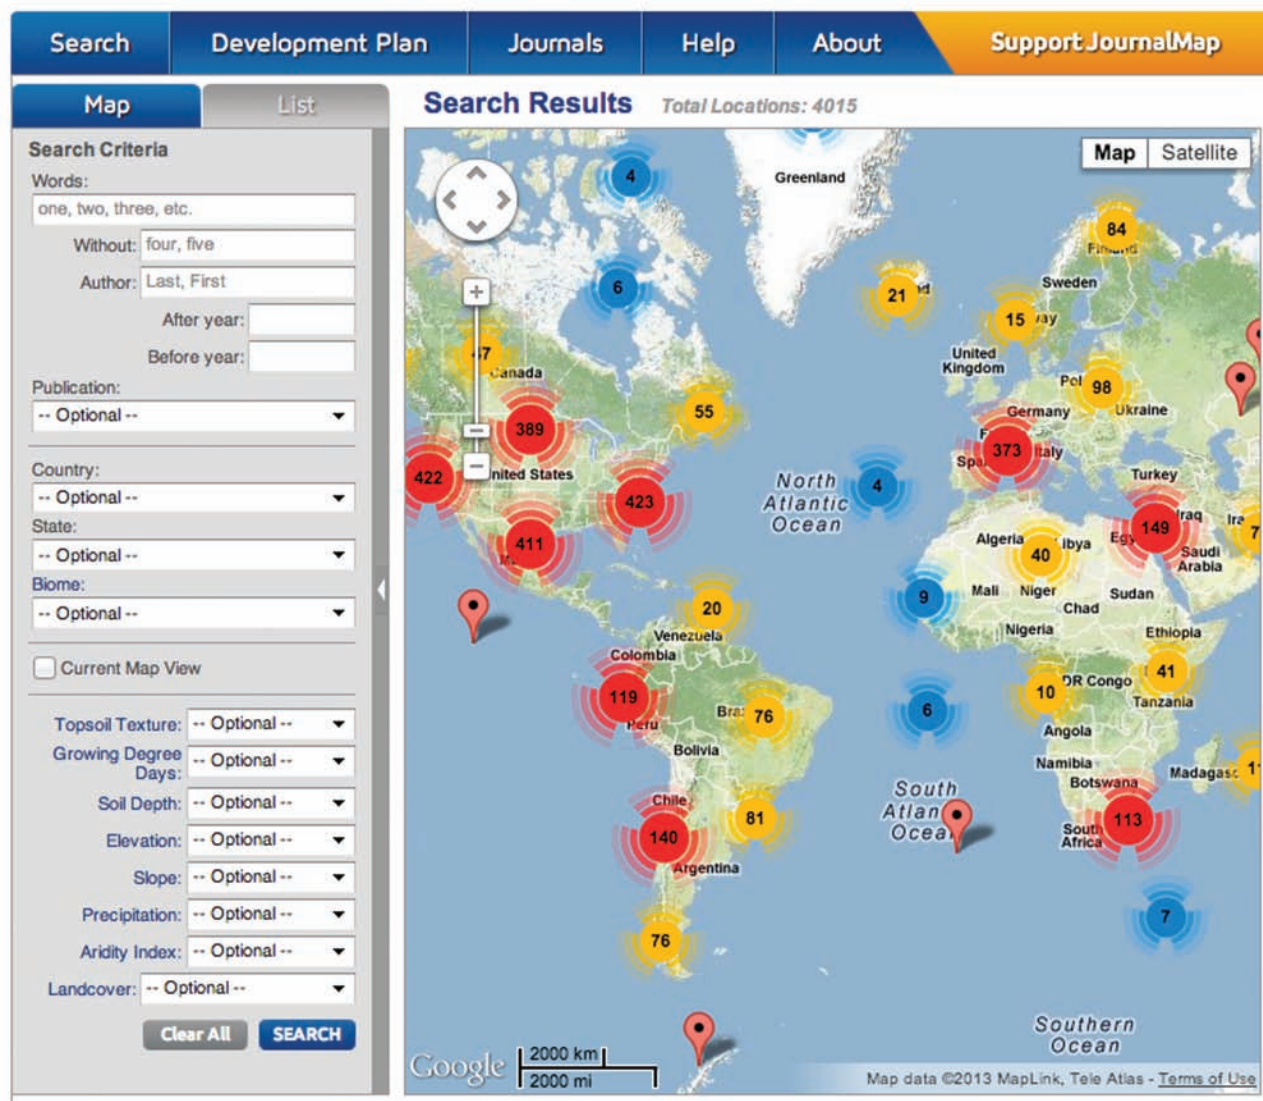 Search
Development Plan
Journals
Help
About
Support JournalMap
Map
List
Search Results
Total Locations: 4015
Search Criteria
Words:
one, two, three, etc.
Without: four, five
Author: Last, First
After year:
Before year:
Publication:
-- Optional --
Country:
-- Optional --
State:
-- Optional --
Biome:
-- Optional --
Current Map View
Topsoil Texture: -- Optional --
Growing Degree
Days: -- Optional --
Soil Depth: -- Optional --
Elevation: -- Optional --
Slope: -- Optional --
Precipitation: -- Optional --
Aridity Index: -- Optional --
Landcover: -- Optional --
Clear All
SEARCH
Map
Satellite
4
Greenland
84
6
Sweden
21
15
47
Canada
United
Kingdom
98
55
Germany
Ukraine
389
373
Italy
422
United States
423
North
Atlantic
Ocean
4
Turkey
149
Iraq
411
Algeria
40
Libya
Saudi
Arabia
9
Mali
Niger
Sudan
Chad
20
Venezuela
Nigeria
Ethiopia
Colombia
119
Peru
76
6
10
DR Congo
41
Tanzania
Angola
Bolivia
Namibia
Botswana
Chile
81
South
Ocean
South
Africa
113
140
Argentina
7
76
Southern
Ocean
Google
2000 km
2000 mi
Map data ©2013 MapLink, Tele Atlas - Terms of Use